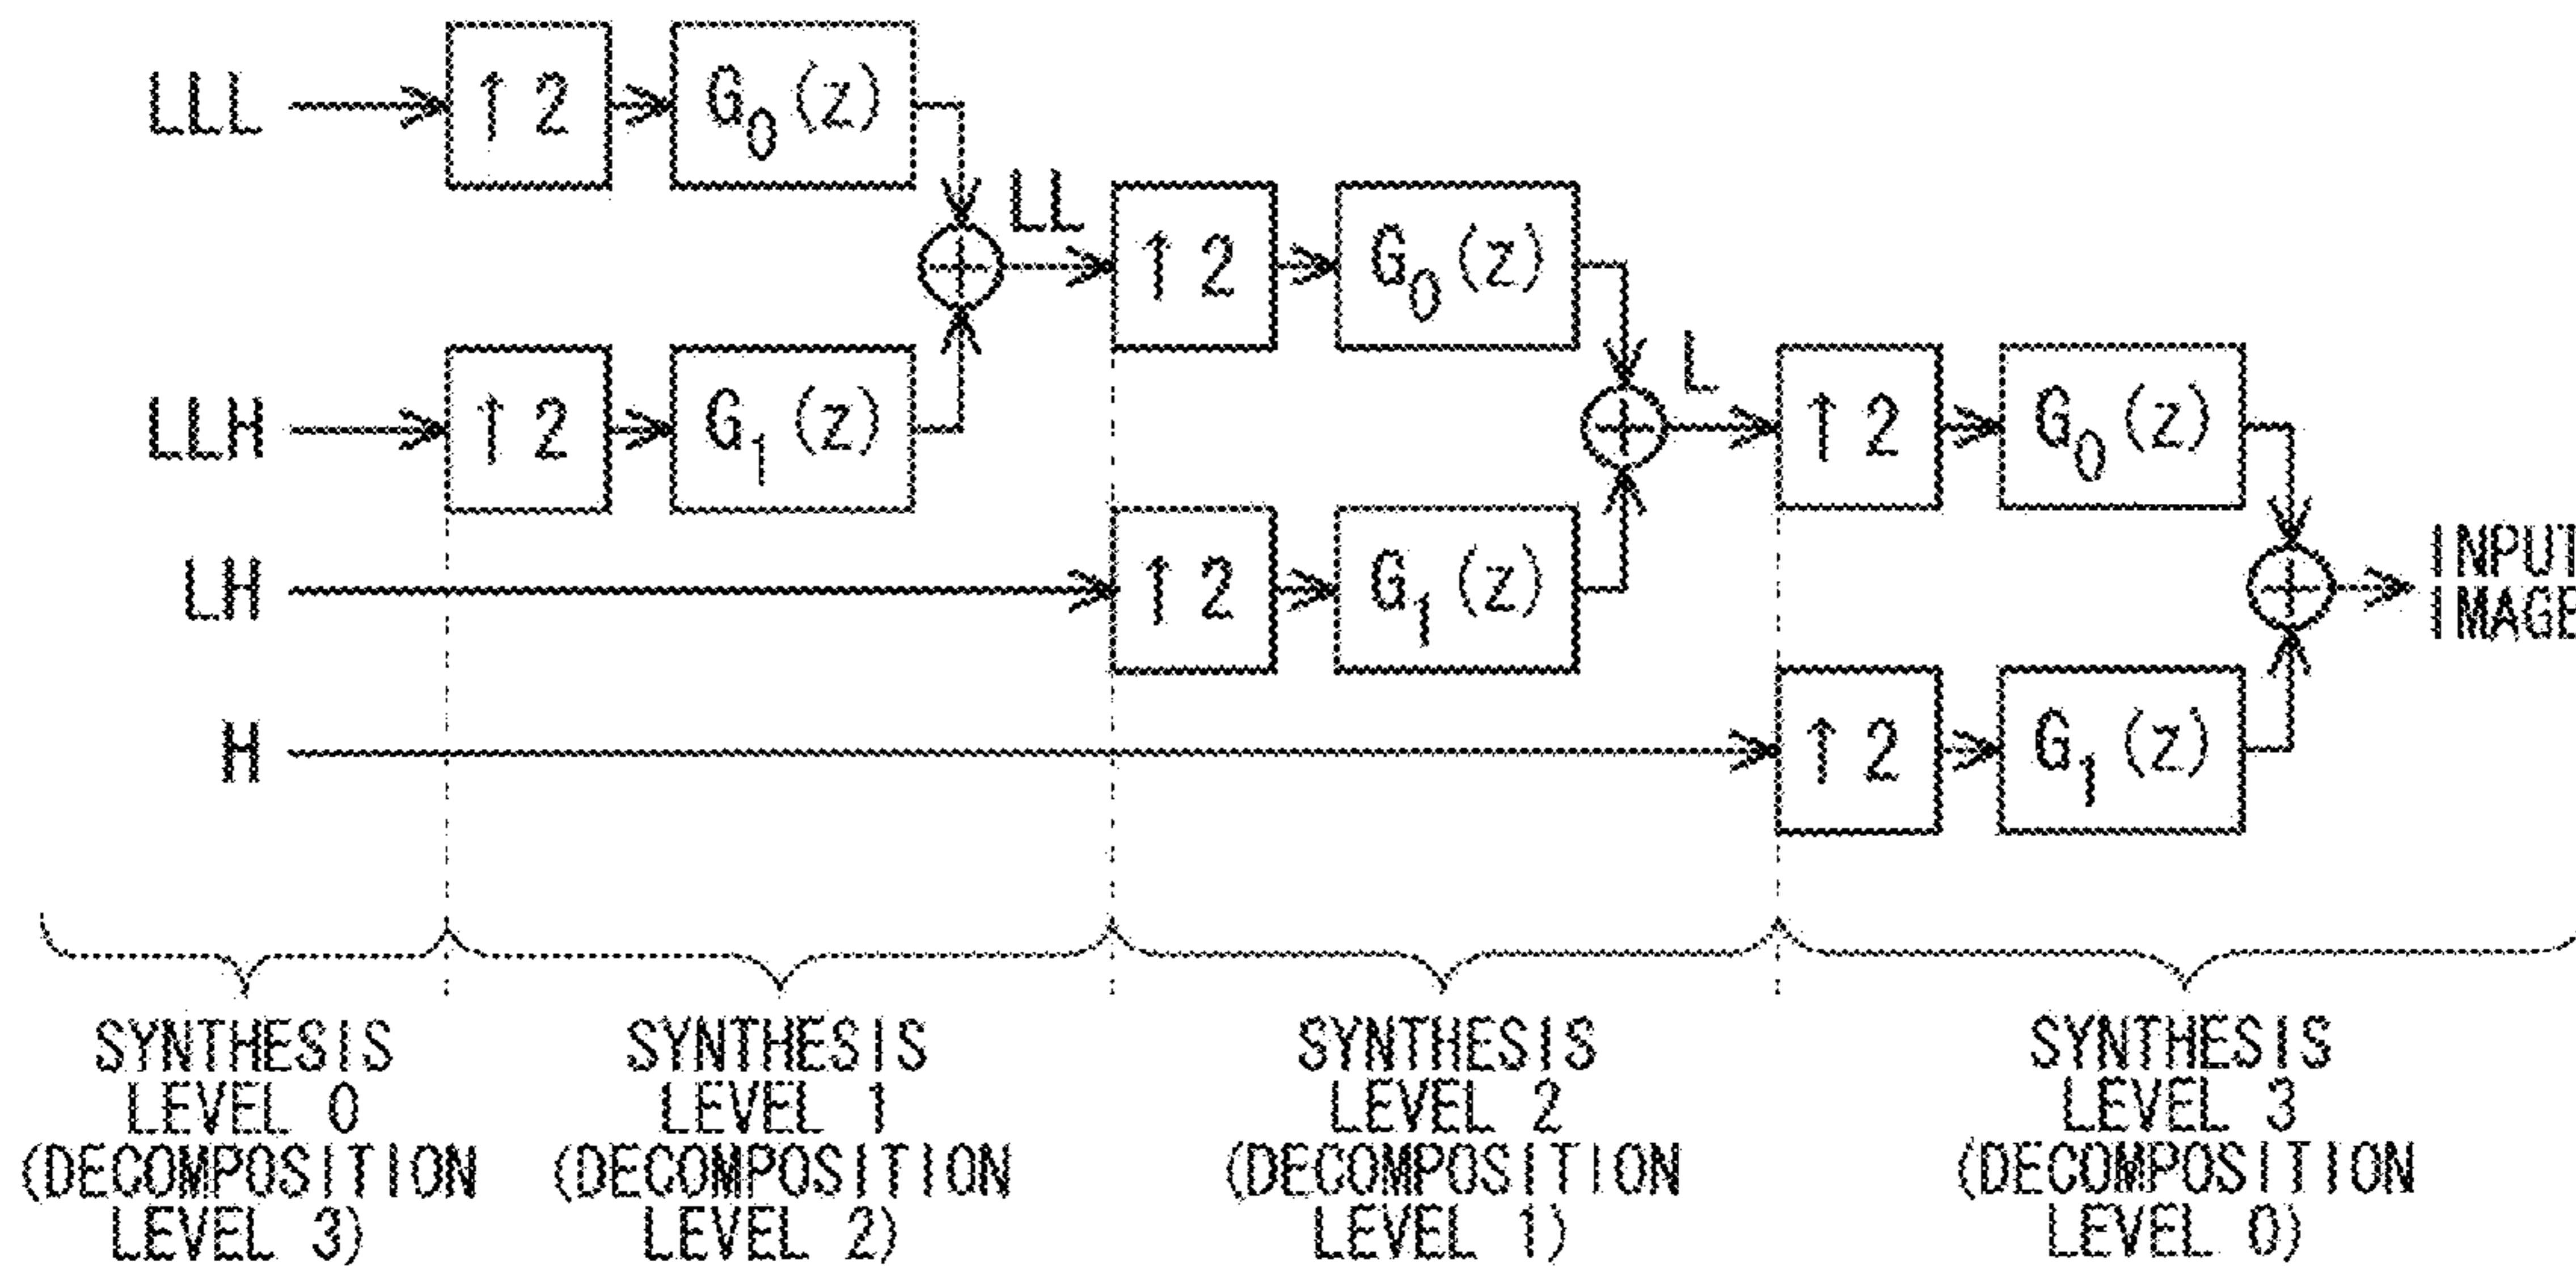 LLL
↑2
G0(z)
LL
↑2
G0(z)
LLH
↑2
G1(z)
L
↑2
G0(z)
LH
↑2
G1(z)
INPUT
IMAGE
H
↑2
G1(z)
SYNTHESIS
LEVEL 0
(DECOMPOSITION
LEVEL 3)
SYNTHESIS
LEVEL 1
(DECOMPOSITION
LEVEL 2)
SYNTHESIS
LEVEL 2
(DECOMPOSITION
LEVEL 1)
SYNTHESIS
LEVEL 3
(DECOMPOSITION
LEVEL 0)